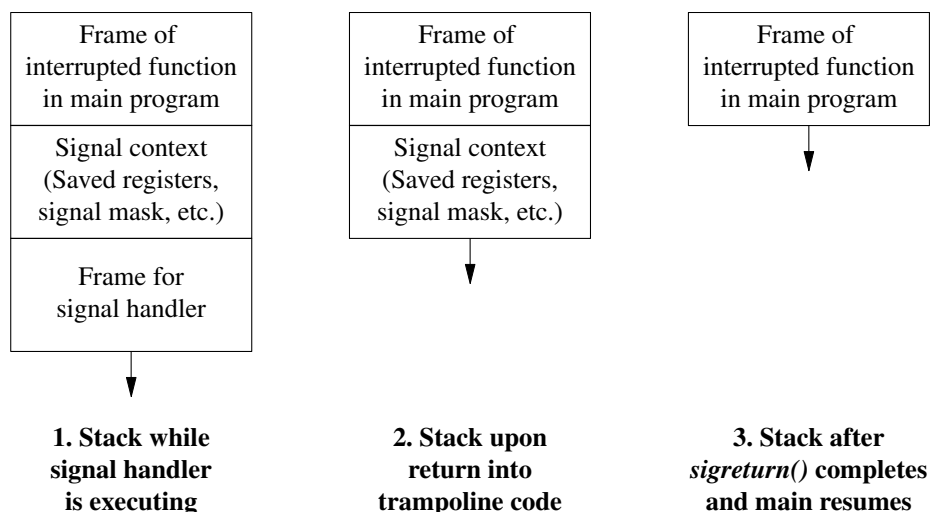 Frame of
interrupted function
in main program
Signal context
(Saved registers,
signal mask, etc.)
Frame for
signal handler
1. Stack while
signal handler
is executing
Frame of
interrupted function
in main program
Signal context
(Saved registers,
signal mask, etc.)
2. Stack upon
return into
trampoline code
Frame of
interrupted function
in main program
3. Stack after
sigreturn() completes
and main resumes